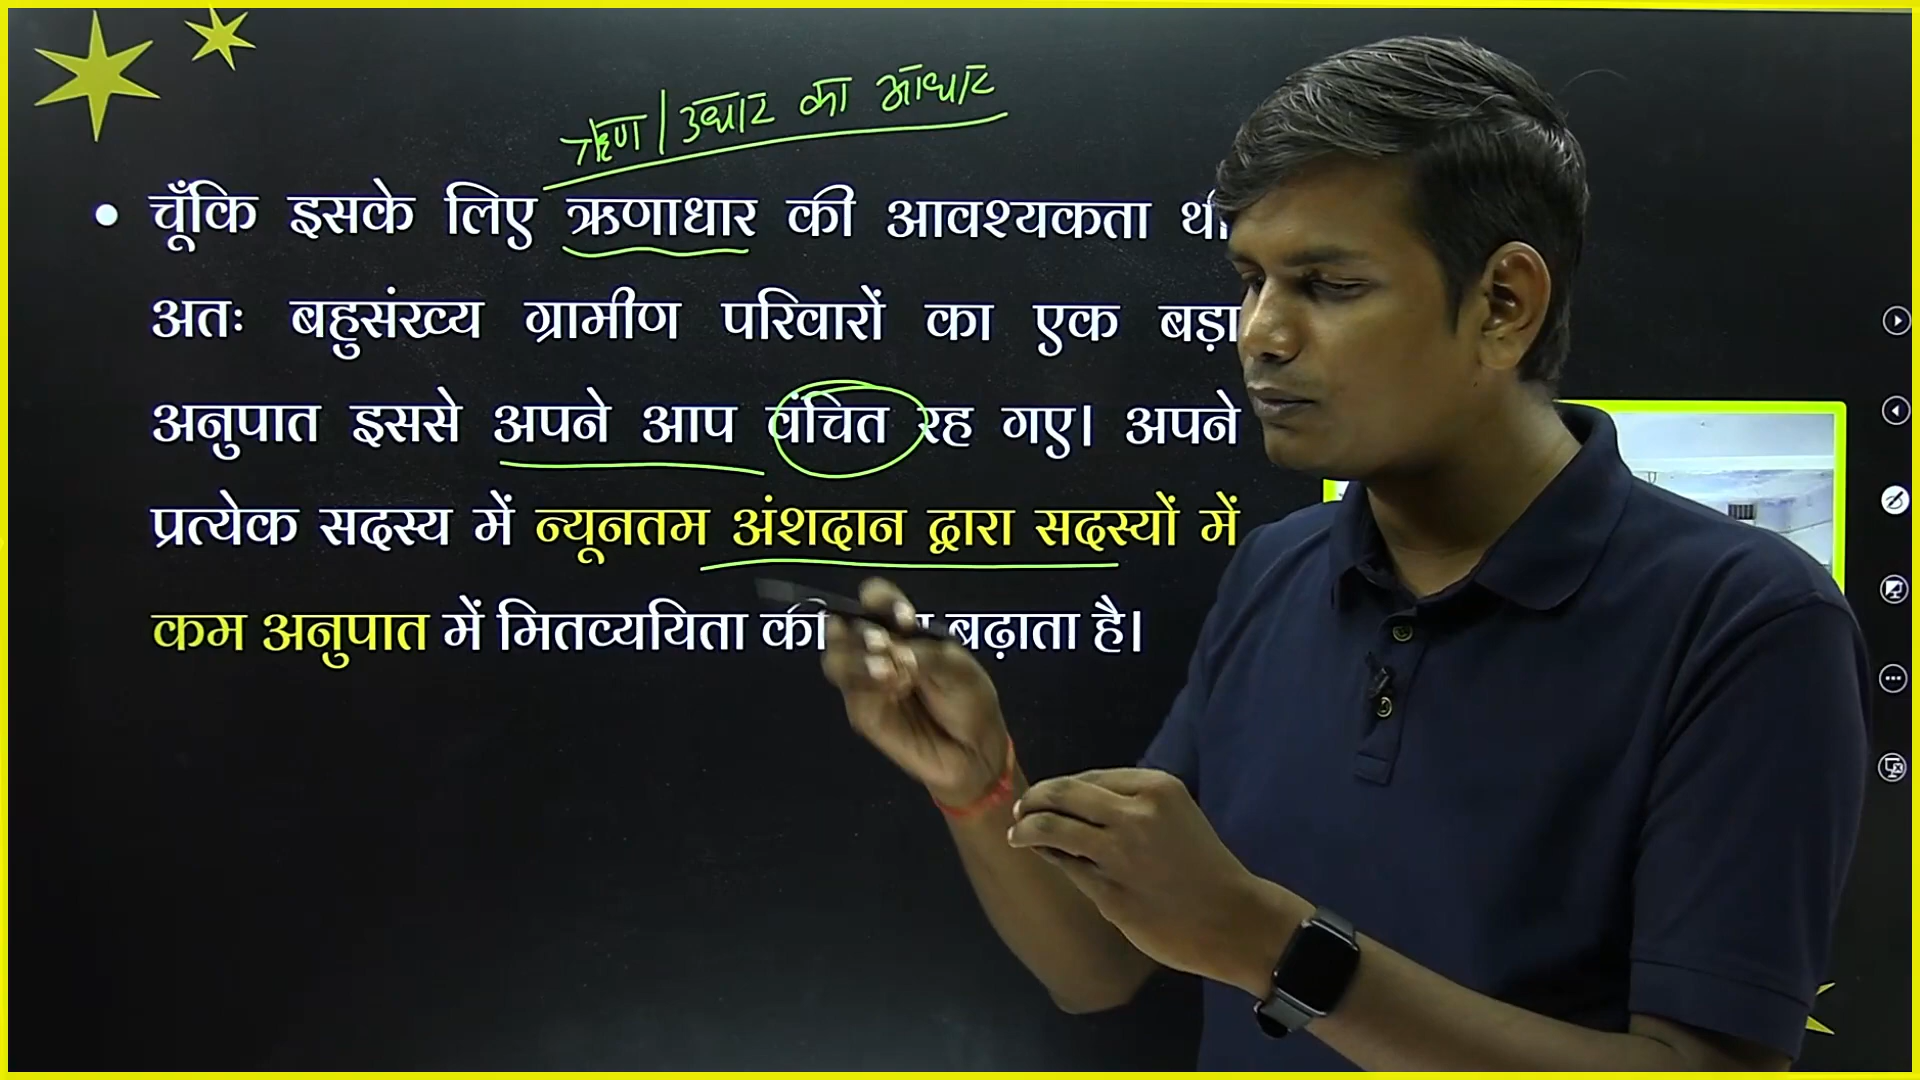 ऋण | उधार का आधार
• चूँकि इसके लिए ऋणाधार की आवश्यकता
अतः बहुसंख्य ग्रामीण परिवारों का एक बड़ा
अनुपात इससे अपने आप वंचित रह गए। अपने
प्रत्येक सदस्य में न्यूनतम अंशदान द्वारा सदस्यों में
कम अनुपात में मितव्ययिता की बढ़ाता है।